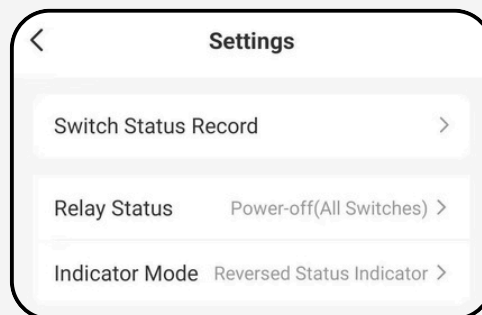 Settings
Switch Status Record
Relay Status Power-off(All Switches)
Indicator Mode Reversed Status Indicator